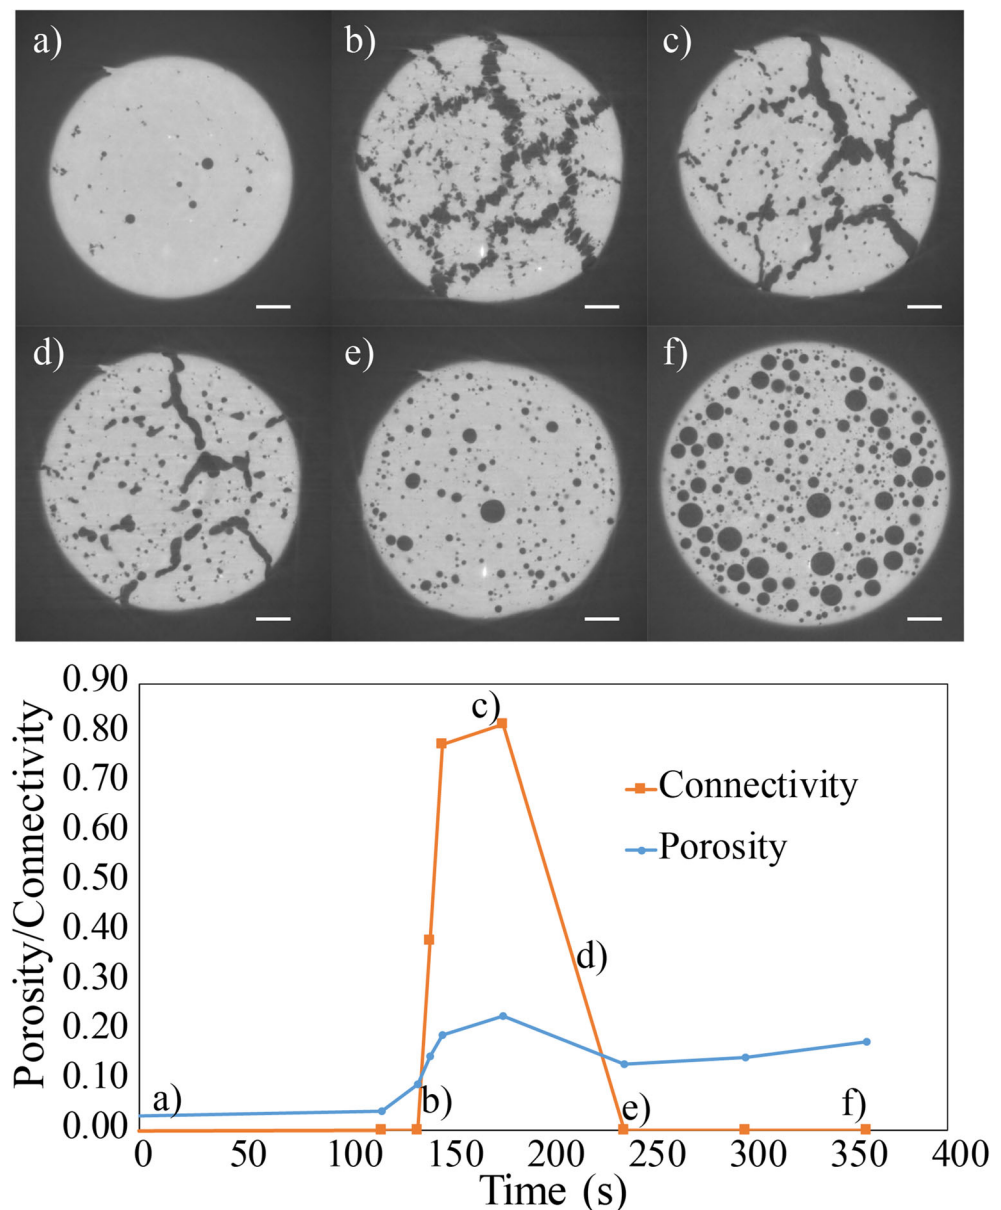 a) b) c)
d) e) f)
0.90
0.80
0.70
0.60
0.50
0.40
0.30
0.20
0.10
0.00
Porosity/Connectivity
c)
Connectivity
Porosity
d)
a) b) e) f)
0 50 100 150 200 250 300 350 400
Time (s)